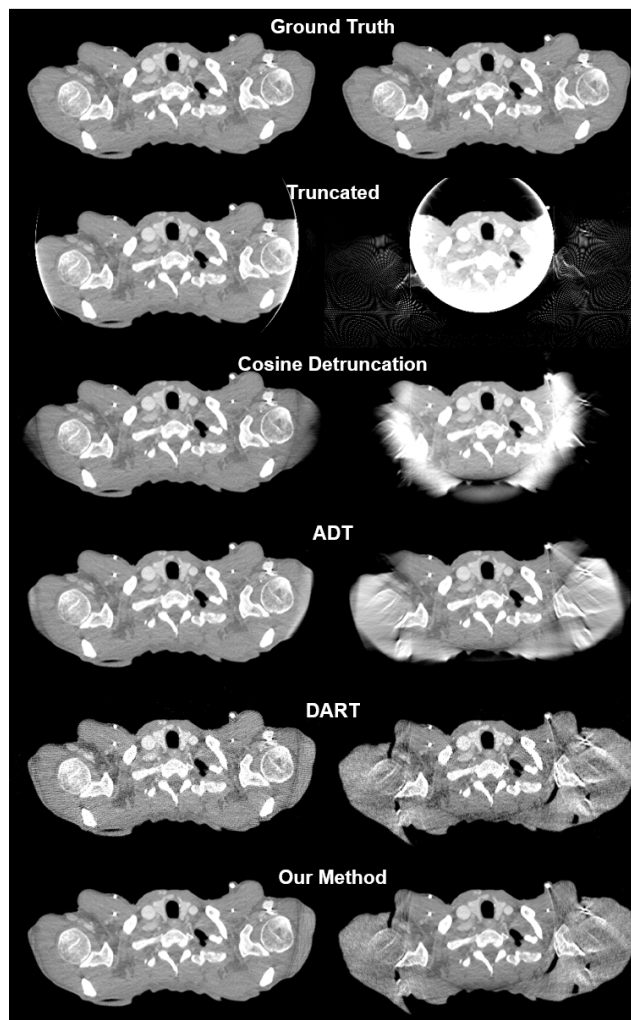 Ground Truth
Truncated
Cosine Detruncation
ADT
DART
Our Method